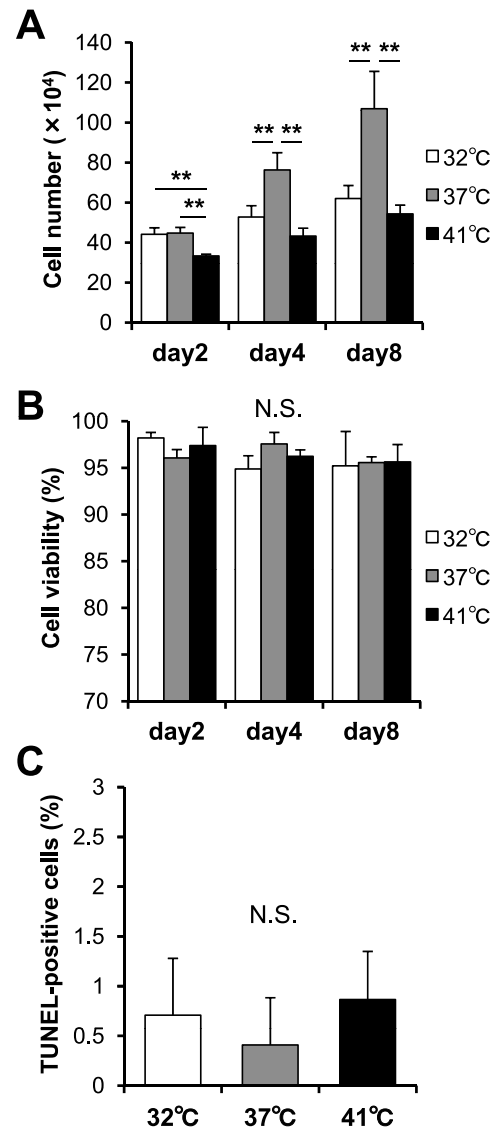 A
Cell number (×10⁴)
140
120
100
80
60
40
20
0
** ** ** ** ** **
day2 day4 day8
32℃
37℃
41℃
B
Cell viability (%)
100
95
90
85
80
75
70
N.S.
day2 day4 day8
32℃
37℃
41℃
C
TUNEL-positive cells (%)
3
2.5
2
1.5
1
0.5
0
N.S.
32℃ 37℃ 41℃